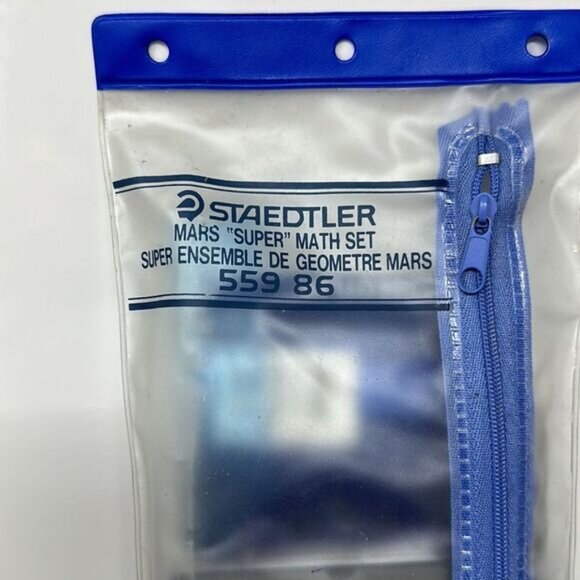 STAEDTLER
MARS "SUPER" MATH SET
SUPER ENSEMBLE DE GEOMETRE MARS
559 86